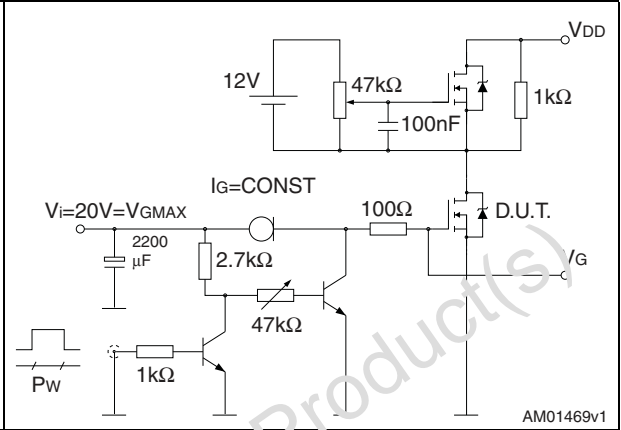 VDD
12V
47kΩ
1kΩ
100nF
IG=CONST
Vi=20V=VGMAX
100Ω
D.U.T.
2200
μF
2.7kΩ
VG
47kΩ
1kΩ
PW
Product(s)
AM01469v1